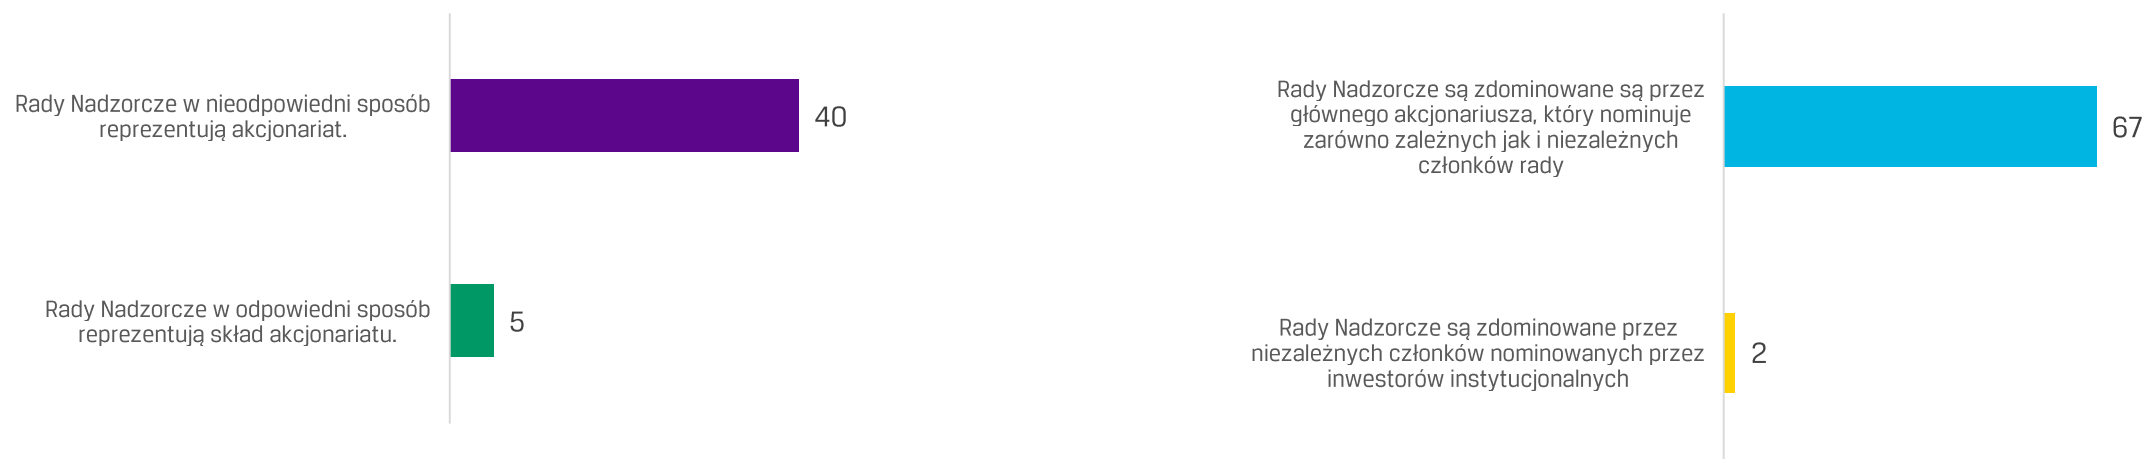 Rady Nadzorcze w nieodpowiedni sposób
reprezentują akcjonariat.
40
Rady Nadzorcze w odpowiedni sposób
reprezentują skład akcjonariatu.
5
Rady Nadzorcze są zdominowane są przez
głównego akcjonariusza, który nominuje
zarówno zależnych jak i niezależnych
członków rady
67
Rady Nadzorcze są zdominowane przez
niezależnych członków nominowanych przez
inwestorów instytucjonalnych
2